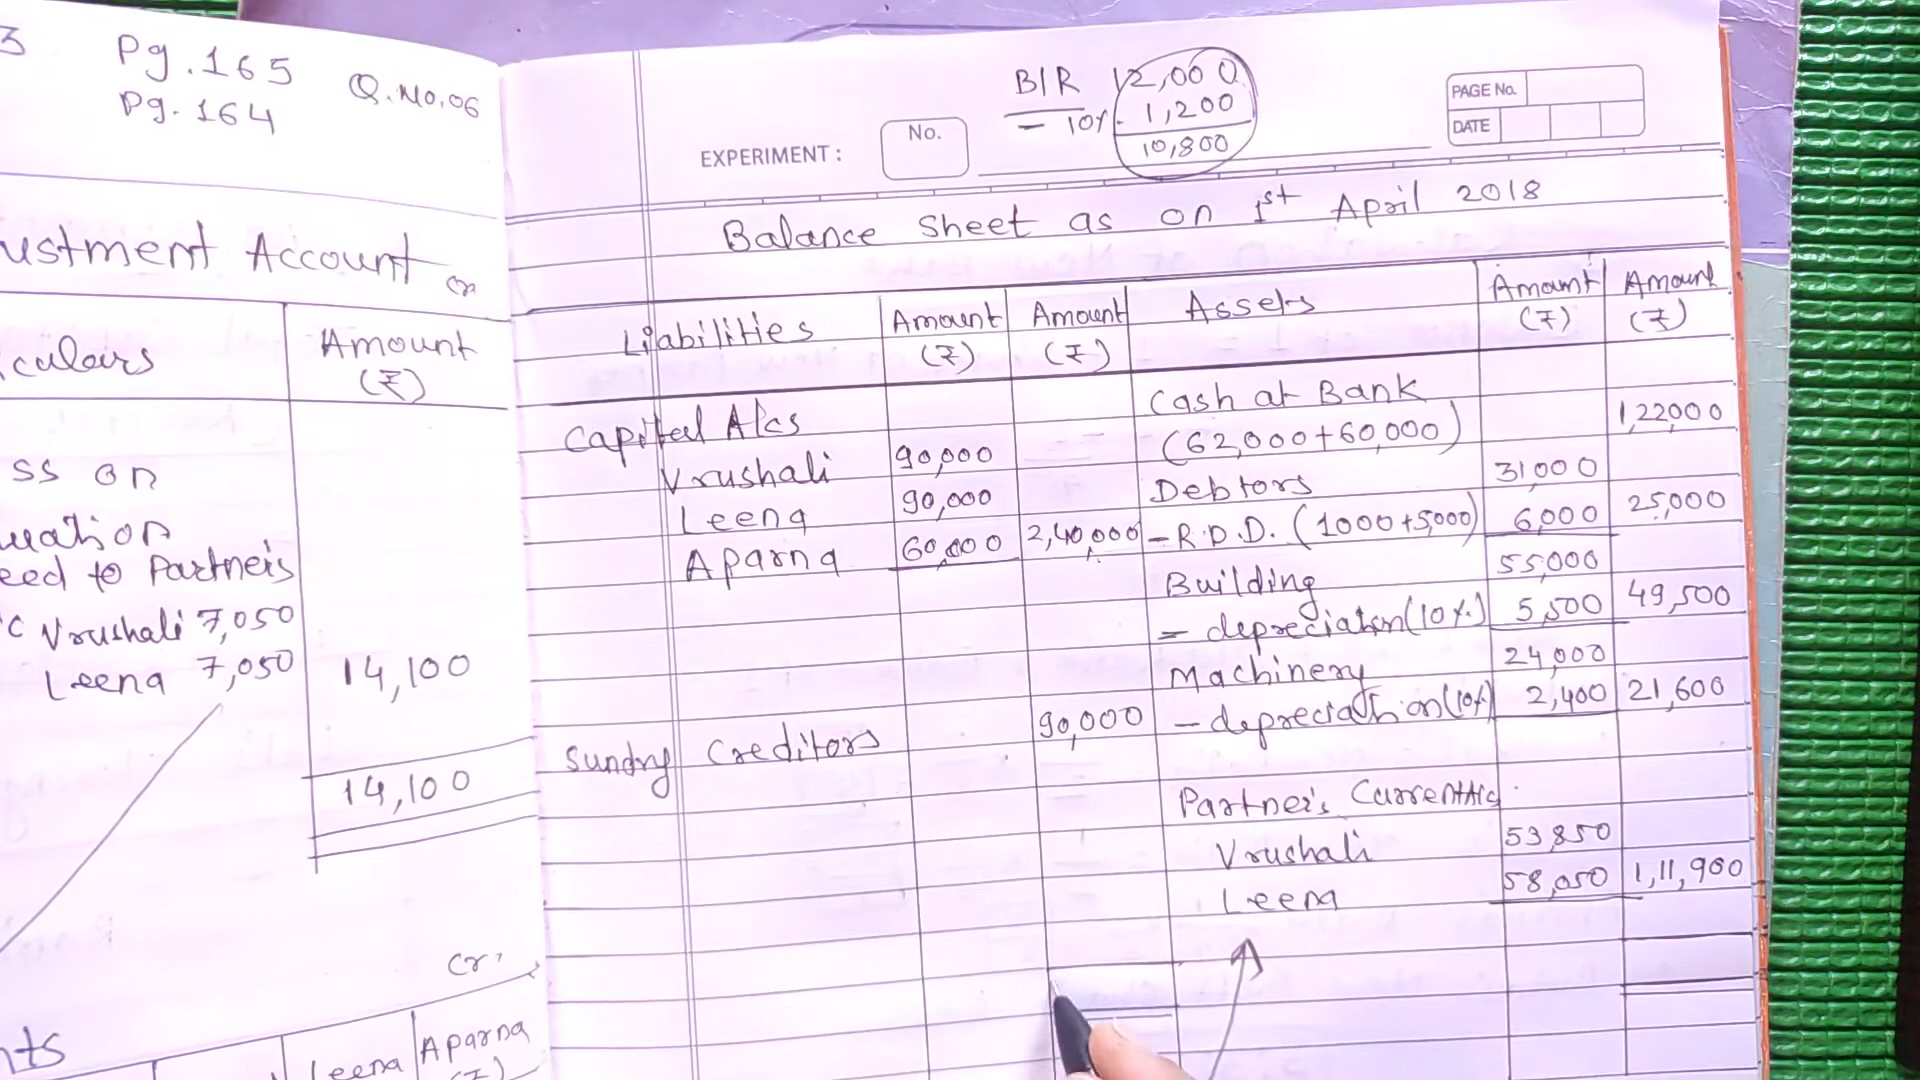 3 Pg.165
Pg.164
Q.No.06
ustment Account cr
culars
Amount
(₹)
ss on
uation
eed to Partner's
C Vrushali 7,050
Leena 7,050 14,100
14,100
cr.
nts
Leena Aparna
B/R 12,000
- 10% - 1,200
10,800
EXPERIMENT :
No.
PAGE No.
DATE
Balance Sheet as on 1st April 2018
Liabilities Amount (₹) Amount (₹) Assets Amount (₹) Amount (₹)
Capital A/cs Cash at Bank
(62,000+60,000) 1,22000
Vrushali 90,000 Debtors 31,000
Leena 90,000 - R.D.D. (1000+5,000) 6,000 25,000
Aparna 60,000 2,40,000
Building 55,000
- depreciation (10%) 5,500 49,500
Machinery 24,000
- depreciation (10%) 2,400 21,600
Sundry Creditors 90,000
Partner's Current A/c
Vrushali 53,850
Leena 58,050 1,11,900